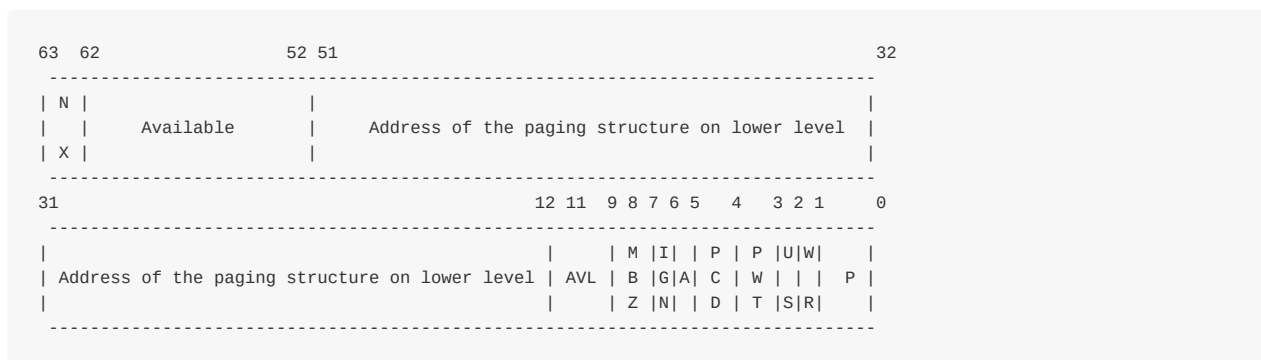 63 62 52 51 32
--------------------------------------------------------------------------------
| N | | |
| | Available | Address of the paging structure on lower level |
| X | | |
--------------------------------------------------------------------------------
31 12 11 9 8 7 6 5 4 3 2 1 0
--------------------------------------------------------------------------------
| | | M |I| | P | P |U|W| |
| Address of the paging structure on lower level | AVL | B |G|A| C | W | | | P |
| | | Z |N| | D | T |S|R| |
--------------------------------------------------------------------------------